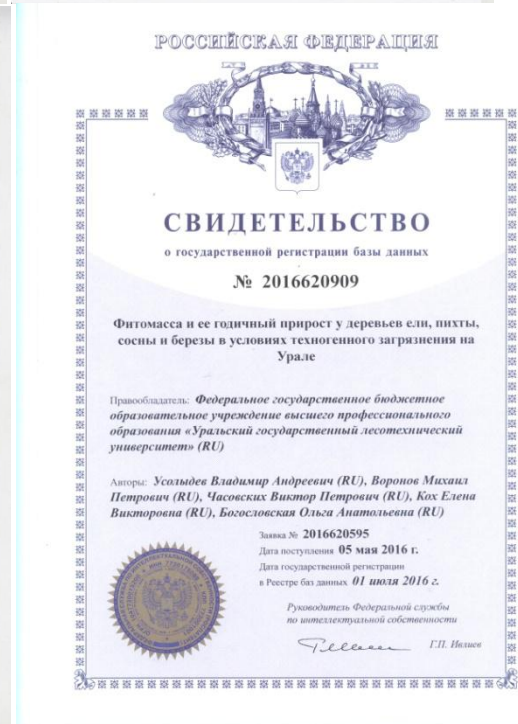 РОССИЙСКАЯ ФЕДЕРАЦИЯ
СВИДЕТЕЛЬСТВО
о государственной регистрации базы данных
№ 2016620909
Фитомасса и ее годичный прирост у деревьев ели, пихты,
сосны и березы в условиях техногенного загрязнения на
Урале
Правообладатель: Федеральное государственное бюджетное
образовательное учреждение высшего профессионального
образования «Уральский государственный лесотехнический
университет» (RU)
Авторы: Усольдев Владимир Андреевич (RU), Воронов Михаил
Петрович (RU), Часовских Виктор Петрович (RU), Кох Елена
Викторовна (RU), Богословская Ольга Анатольевна (RU)
Заявка № 2016620595
Дата поступления 05 мая 2016 г.
Дата государственной регистрации
в Реестре баз данных 01 июля 2016 г.
Руководитель Федеральной службы
по интеллектуальной собственности
Г.П. Ивлиев